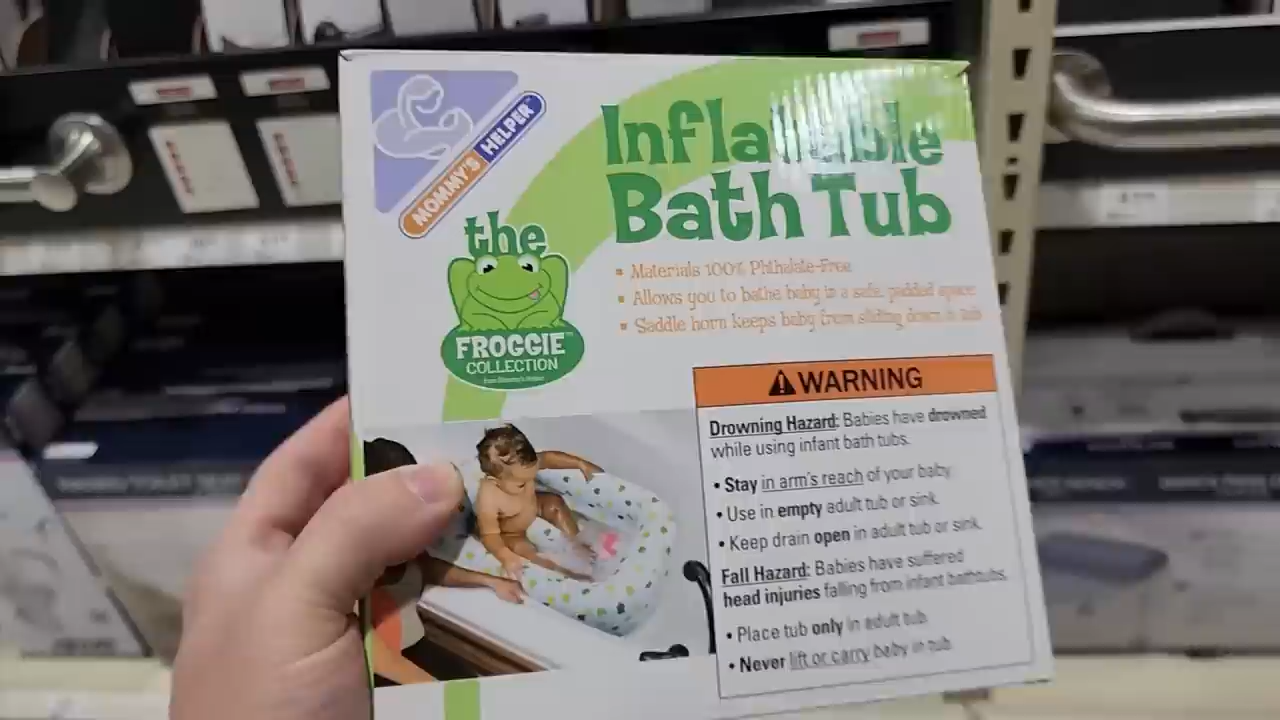 MOMMY'S HELPER™
the
FROGGIE™
COLLECTION
from Mommy's Helper
Inflatable
Bath Tub
▪ Materials 100% Phthalate-Free
▪ Allows you to bathe baby in a safe, padded space
▪ Saddle horn keeps baby from sliding down in tub
⚠WARNING
Drowning Hazard: Babies have drowned
while using infant bath tubs.
• Stay in arm's reach of your baby.
• Use in empty adult tub or sink.
• Keep drain open in adult tub or sink.
Fall Hazard: Babies have suffered
head injuries falling from infant bathtubs.
• Place tub only in adult tub
• Never lift or carry baby in tub.